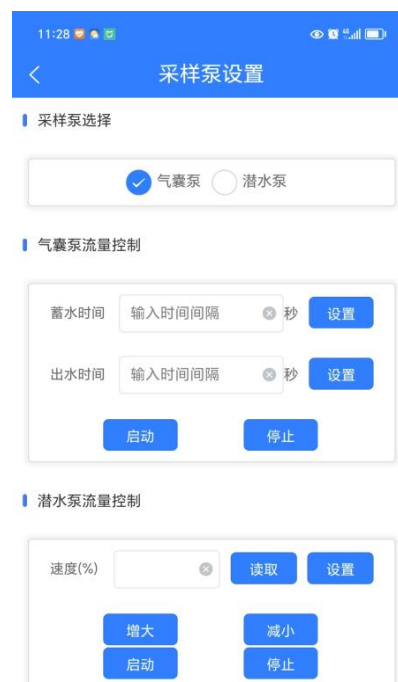 11:28
采样泵设置
采样泵选择
气囊泵 潜水泵
气囊泵流量控制
蓄水时间 输入时间间隔 秒 设置
出水时间 输入时间间隔 秒 设置
启动 停止
潜水泵流量控制
速度(%) 读取 设置
增大 减小
启动 停止